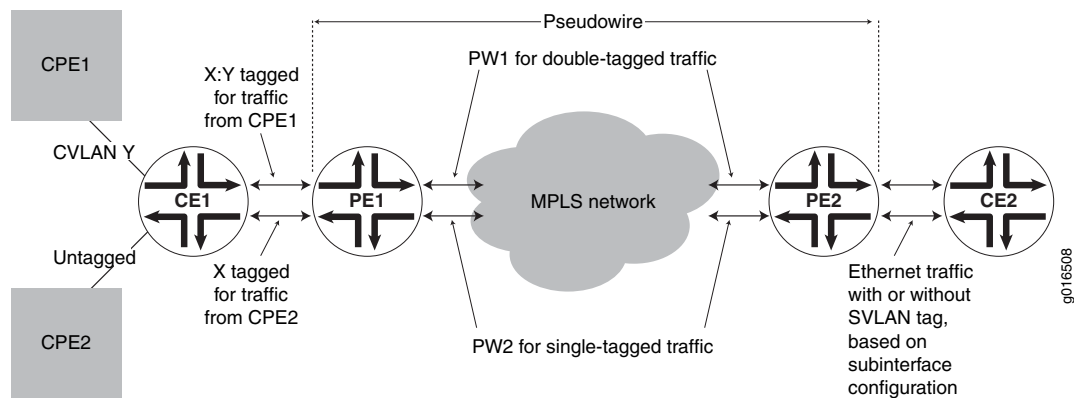 Pseudowire
CPE1
PW1 for double-tagged traffic
X:Y tagged
for traffic
from CPE1
CVLAN Y
CE1
PE1
MPLS network
PE2
CE2
Untagged
X tagged
for traffic
from CPE2
Ethernet traffic
with or without
SVLAN tag,
based on
subinterface
configuration
CPE2
PW2 for single-tagged traffic
g016508